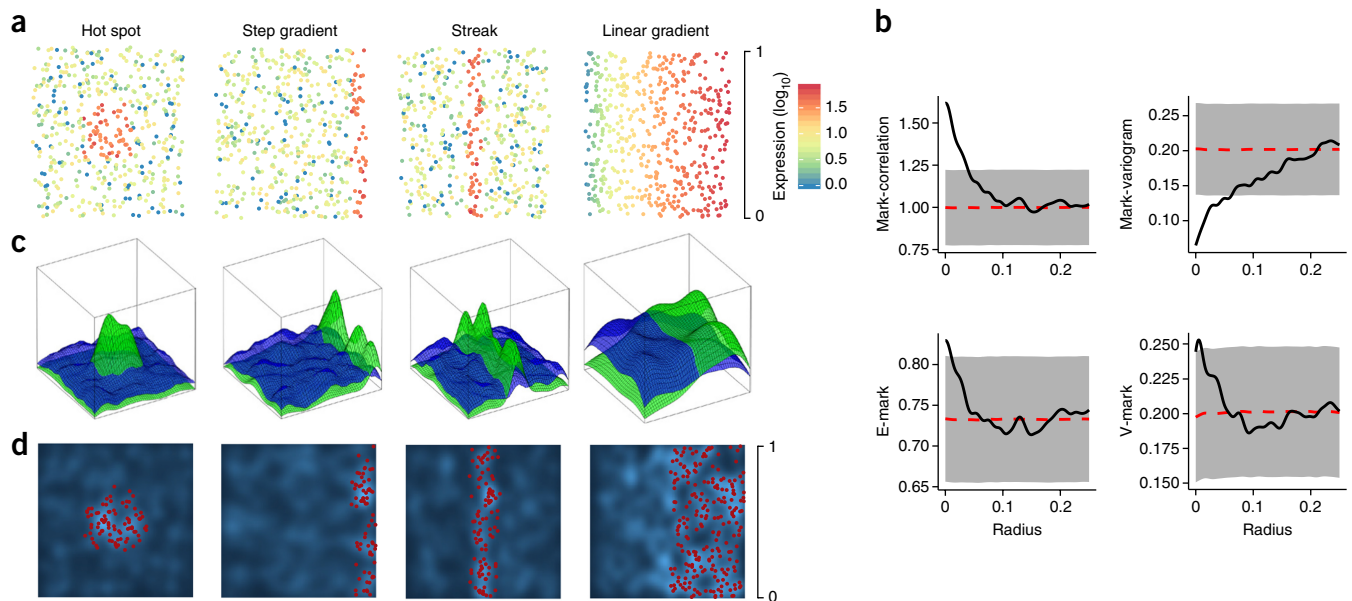 a
Hot spot
Step gradient
Streak
Linear gradient
1
0
Expression (log10)
1.5
1.0
0.5
0.0
b
Mark-correlation
1.50
1.25
1.00
0.75
0
0.1
0.2
Mark-variogram
0.25
0.20
0.15
0.10
0
0.1
0.2
E-mark
0.80
0.75
0.70
0.65
0
0.1
0.2
Radius
V-mark
0.250
0.225
0.200
0.175
0.150
0
0.1
0.2
Radius
c
d
1
0